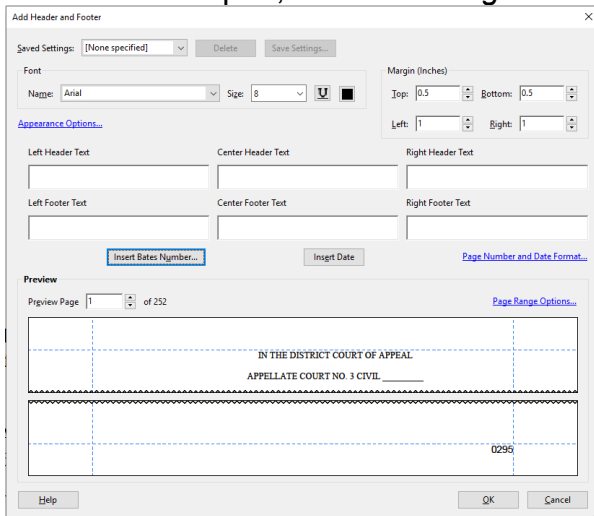 Add Header and Footer
Saved Settings: [None specified] Delete Save Settings...
Font
Name: Arial Size: 8 U
Margin (Inches)
Top: 0.5 Bottom: 0.5
Left: 1 Right: 1
Appearance Options...
Left Header Text Center Header Text Right Header Text
Left Footer Text Center Footer Text Right Footer Text
Insert Bates Number... Insert Date Page Number and Date Format...
Preview
Preview Page 1 of 252 Page Range Options...
IN THE DISTRICT COURT OF APPEAL
APPELLATE COURT NO. 3 CIVIL ________
0295
Help OK Cancel